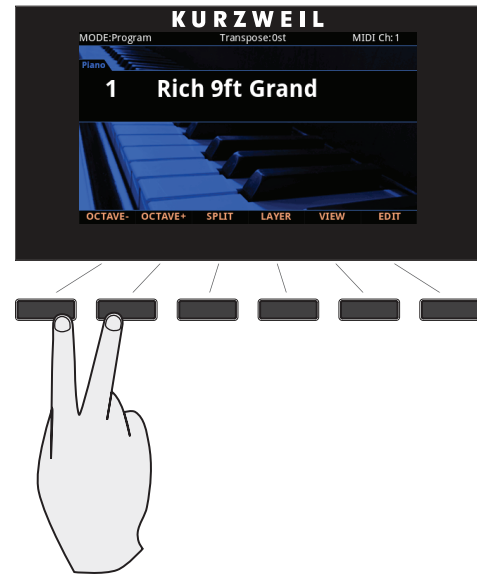 KURZWEIL
MODE:Program Transpose:0st MIDI Ch:1
Piano
1 Rich 9ft Grand
OCTAVE- OCTAVE+ SPLIT LAYER VIEW EDIT